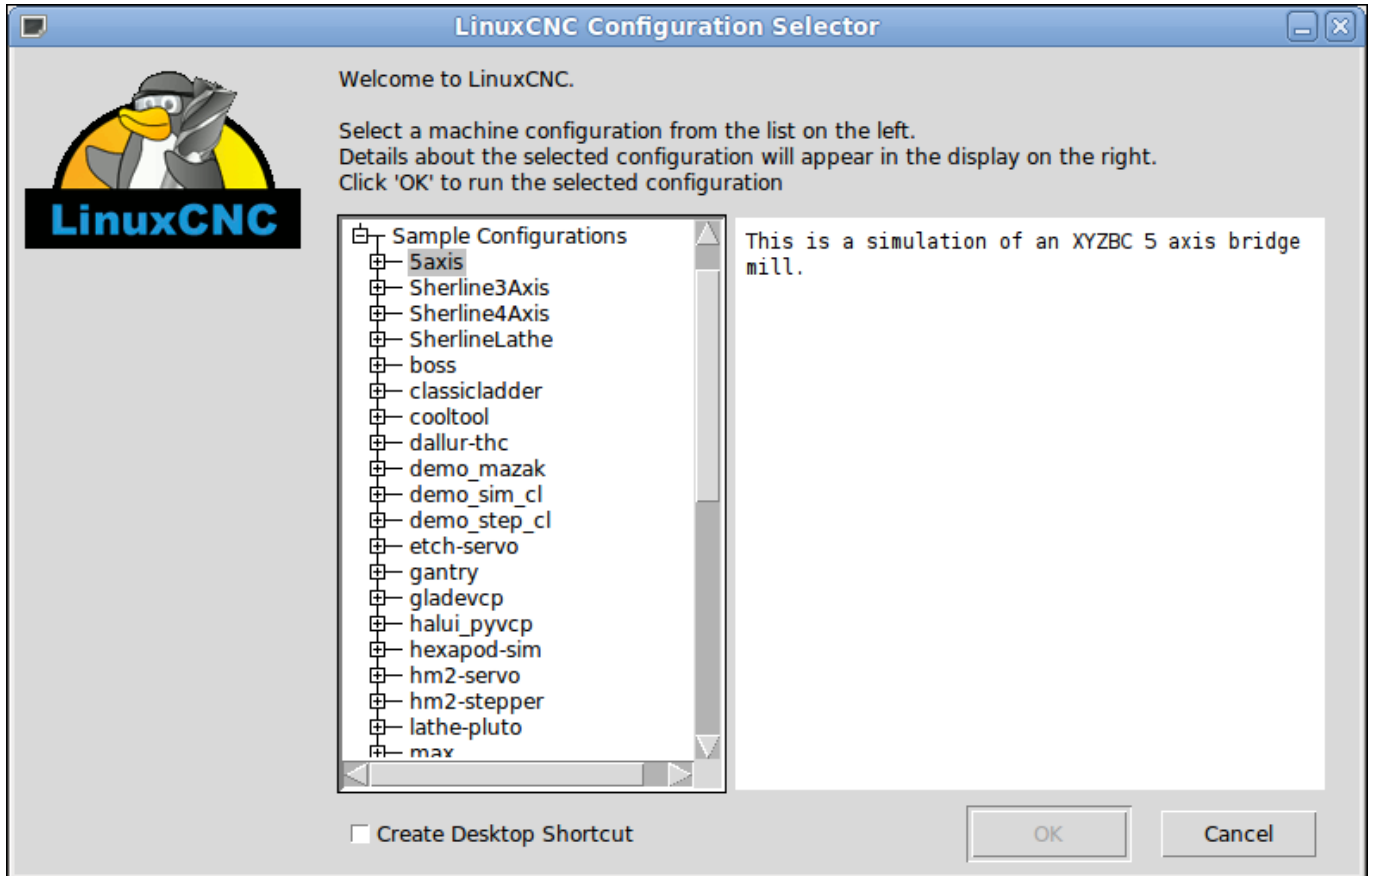 LinuxCNC Configuration Selector
LinuxCNC
Welcome to LinuxCNC.
Select a machine configuration from the list on the left.
Details about the selected configuration will appear in the display on the right.
Click 'OK' to run the selected configuration
Sample Configurations
5axis
Sherline3Axis
Sherline4Axis
SherlineLathe
boss
classicladder
cooltool
dallur-thc
demo_mazak
demo_sim_cl
demo_step_cl
etch-servo
gantry
gladevcp
halui_pyvcp
hexapod-sim
hm2-servo
hm2-stepper
lathe-pluto
max
This is a simulation of an XYZBC 5 axis bridge
mill.
Create Desktop Shortcut
OK
Cancel